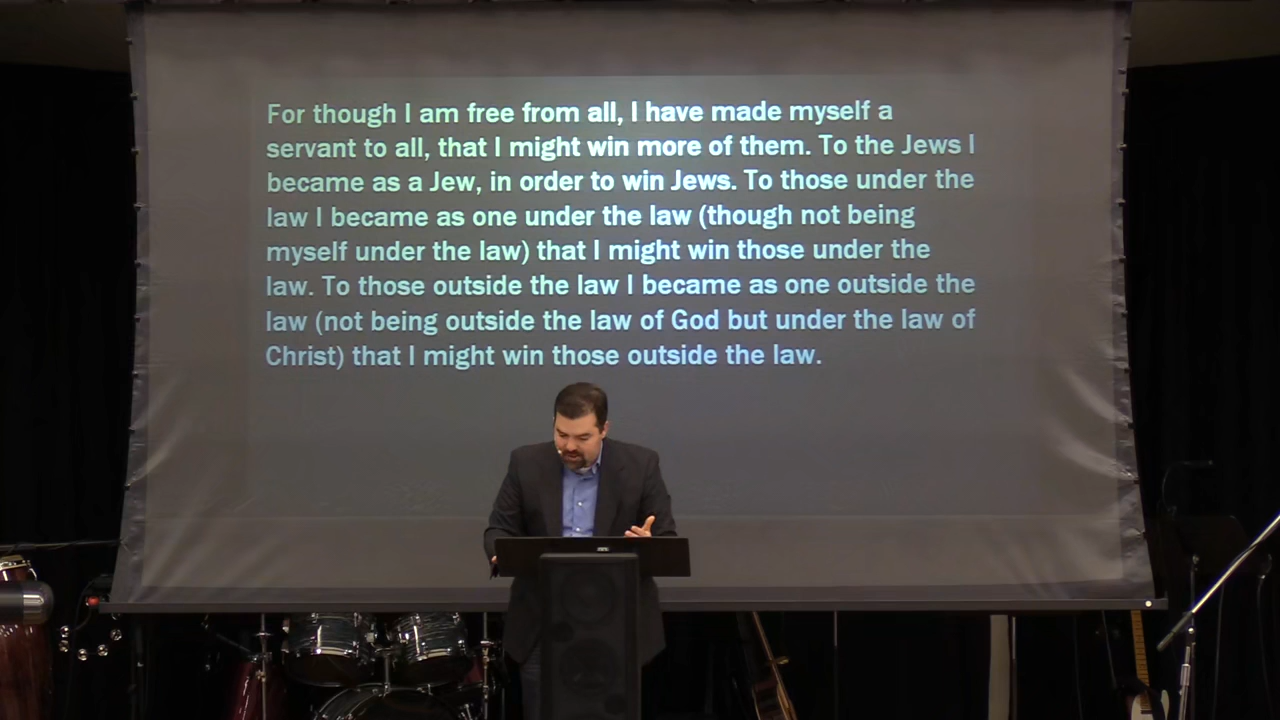 For though I am free from all, I have made myself a
servant to all, that I might win more of them. To the Jews I
became as a Jew, in order to win Jews. To those under the
law I became as one under the law (though not being
myself under the law) that I might win those under the
law. To those outside the law I became as one outside the
law (not being outside the law of God but under the law of
Christ) that I might win those outside the law.